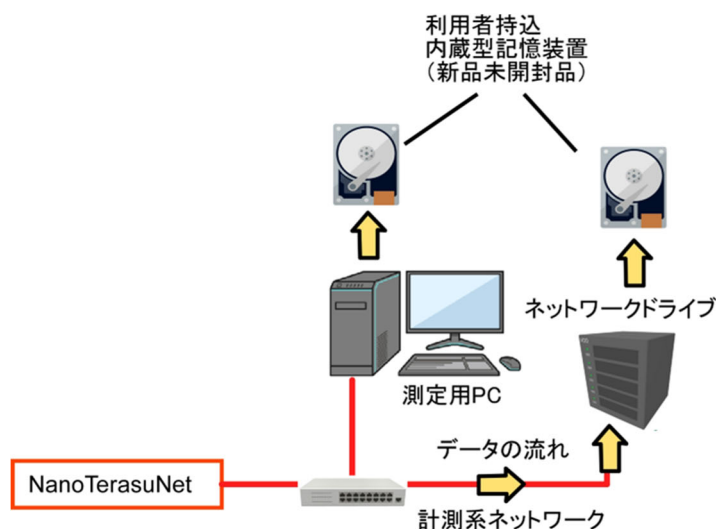 利用者持込
内蔵型記憶装置
（新品未開封品）
ネットワークドライブ
測定用PC
データの流れ
NanoTerasuNet
計測系ネットワーク